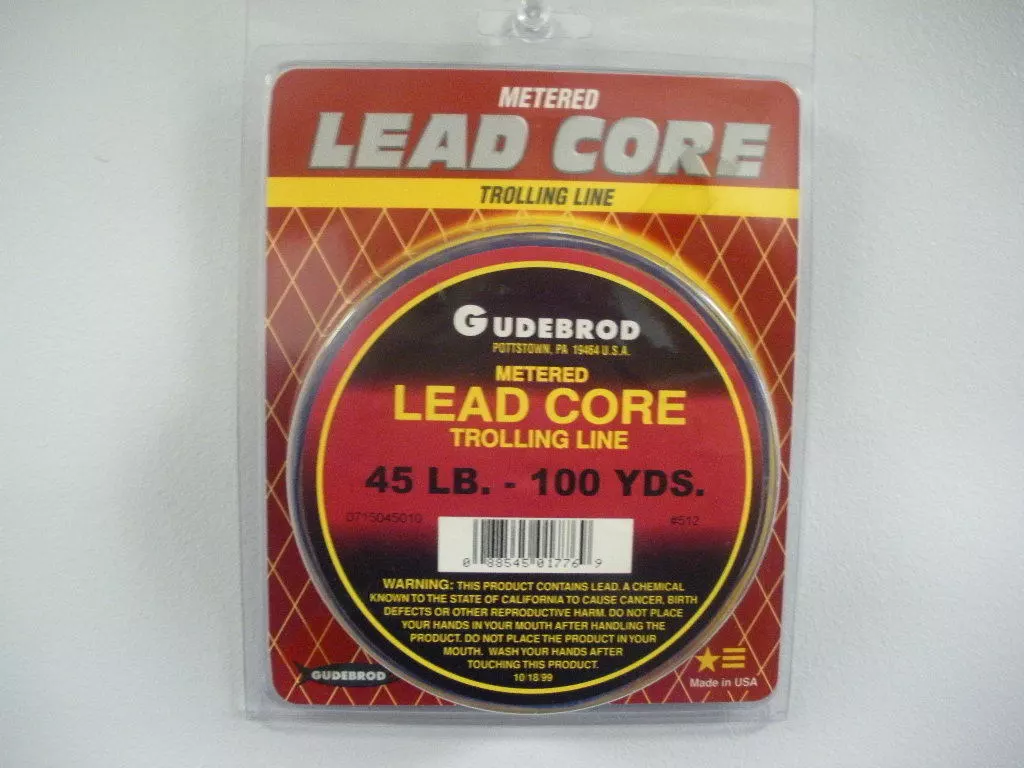 METERED
LEAD CORE
TROLLING LINE
GUDEBROD
POTTSTOWN, PA 19464 U.S.A.
METERED
LEAD CORE
TROLLING LINE
45 LB. - 100 YDS.
0715045010 #512
0 88545 01776 9
WARNING: THIS PRODUCT CONTAINS LEAD. A CHEMICAL
KNOWN TO THE STATE OF CALIFORNIA TO CAUSE CANCER, BIRTH
DEFECTS OR OTHER REPRODUCTIVE HARM. DO NOT PLACE
YOUR HANDS IN YOUR MOUTH AFTER HANDLING THE
PRODUCT. DO NOT PLACE THE PRODUCT IN YOUR
MOUTH. WASH YOUR HANDS AFTER
TOUCHING THIS PRODUCT.
10/18/99
GUDEBROD
Made in USA